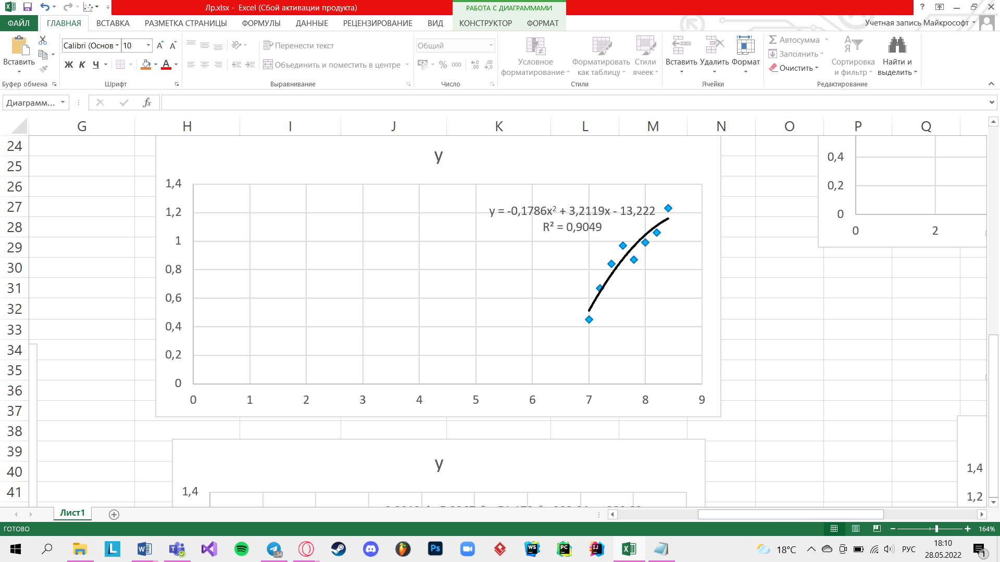 Лр.xlsx - Excel (Сбой активации продукта)
РАБОТА С ДИАГРАММАМИ
?
ФАЙЛ ГЛАВНАЯ ВСТАВКА РАЗМЕТКА СТРАНИЦЫ ФОРМУЛЫ ДАННЫЕ РЕЦЕНЗИРОВАНИЕ ВИД КОНСТРУКТОР ФОРМАТ Учетная запись Майкрософт
Вставить
Calibri (Основ 10
Ж К Ч А
Перенести текст
Объединить и поместить в центре
Общий
% 000
Условное форматирование
Форматировать как таблицу
Стили ячеек
Вставить Удалить Формат
Автосумма
Заполнить
Очистить
Сортировка и фильтр
Найти и выделить
Буфер обмена Шрифт Выравнивание Число Стили Ячейки Редактирование
Диаграмм... fx
G H I J K L M N O P Q
24
25
26
27
28
29
30
31
32
33
34
35
36
37
38
39
40
41
y
1,4
1,2
1
0,8
0,6
0,4
0,2
0
0 1 2 3 4 5 6 7 8 9
y = -0,1786x² + 3,2119x - 13,222
R² = 0,9049
0,4
0,2
0
0 2
y
1,4
1,4
1,2
Лист1
ГОТОВО
164%
18°C
РУС
18:10
28.05.2022
1